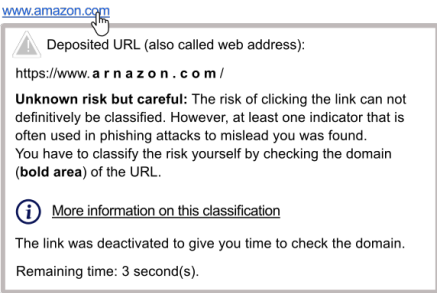 www.amazon.com
Deposited URL (also called web address):
https://www. a r n a z o n . c o m /
Unknown risk but careful: The risk of clicking the link can not
definitively be classified. However, at least one indicator that is
often used in phishing attacks to mislead you was found.
You have to classify the risk yourself by checking the domain
(bold area) of the URL.
i More information on this classification
The link was deactivated to give you time to check the domain.
Remaining time: 3 second(s).